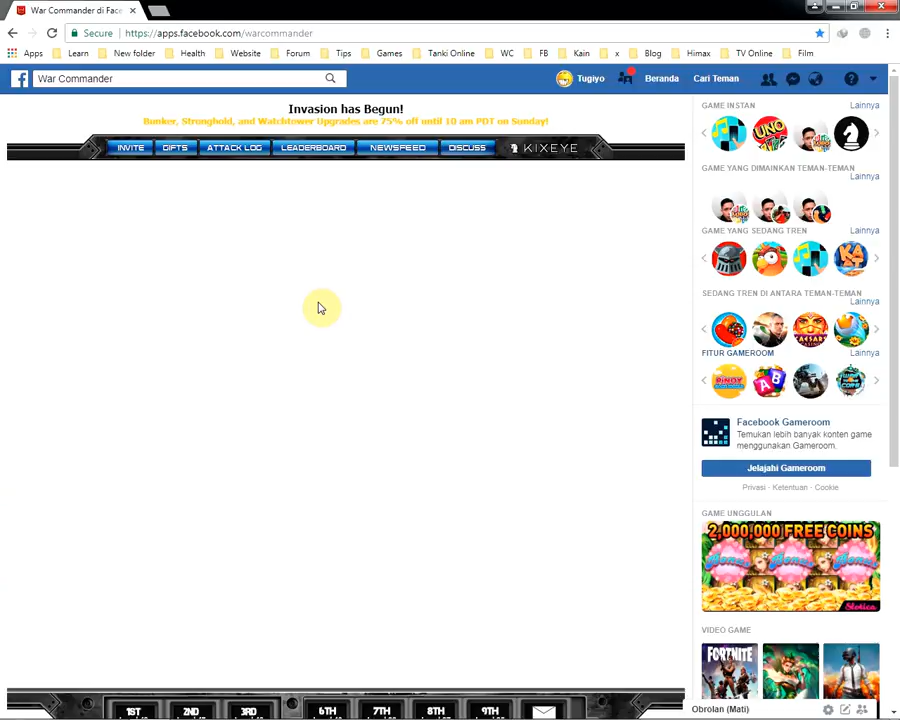 War Commander di Face
Secure
https://apps.facebook.com/warcommander
Apps
Learn
New folder
Health
Website
Forum
Tips
Games
Tanki Online
WC
FB
Kain
x
Blog
Himax
TV Online
Film
War Commander
Tugiyo
Beranda
Cari Teman
Invasion has Begun!
Bunker, Stronghold, and Watchtower Upgrades are 75% off until 10 am PDT on Sunday!
INVITE
GIFTS
ATTACK LOG
LEADERBOARD
NEWSFEED
DISCUSS
KIXEYE
GAME INSTAN
Lainnya
UNO
GAME YANG DIMAINKAN TEMAN-TEMAN
Lainnya
GAME YANG SEDANG TREN
Lainnya
SEDANG TREN DI ANTARA TEMAN-TEMAN
Lainnya
CAESARS
CASINO
FITUR GAMEROOM
Lainnya
A
B
Facebook Gameroom
Temukan lebih banyak konten game
menggunakan Gameroom.
Jelajahi Gameroom
Privasi · Ketentuan · Cookie
GAME UNGGULAN
2,000,000 FREE COINS
Bonus
Bonus
Bonus
Slotica
VIDEO GAME
FORTNITE
1ST
2ND
3RD
6TH
7TH
8TH
9TH
Obrolan (Mati)